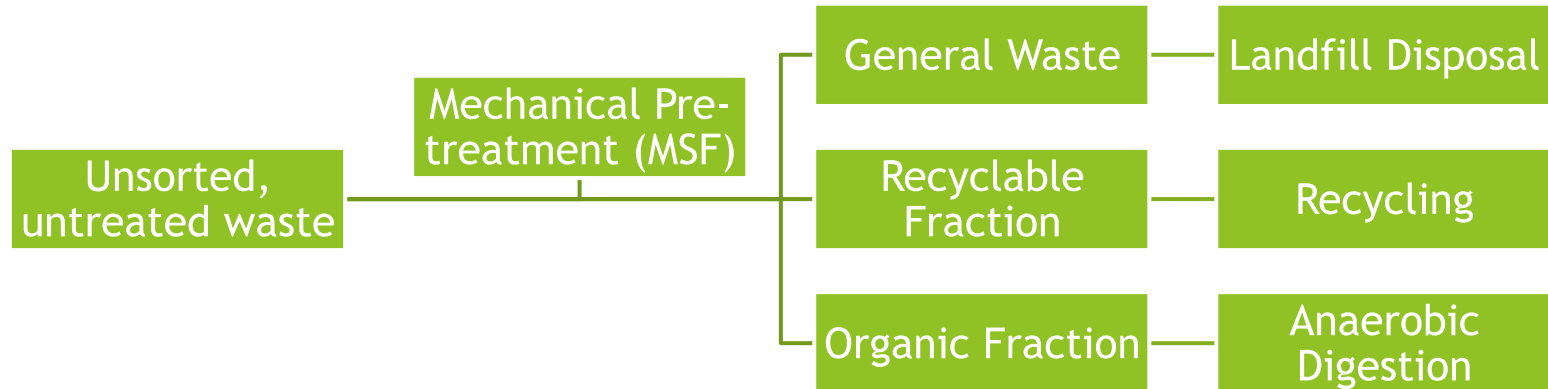 Unsorted,
untreated waste
Mechanical Pre-
treatment (MSF)
General Waste
Landfill Disposal
Recyclable
Fraction
Recycling
Organic Fraction
Anaerobic
Digestion